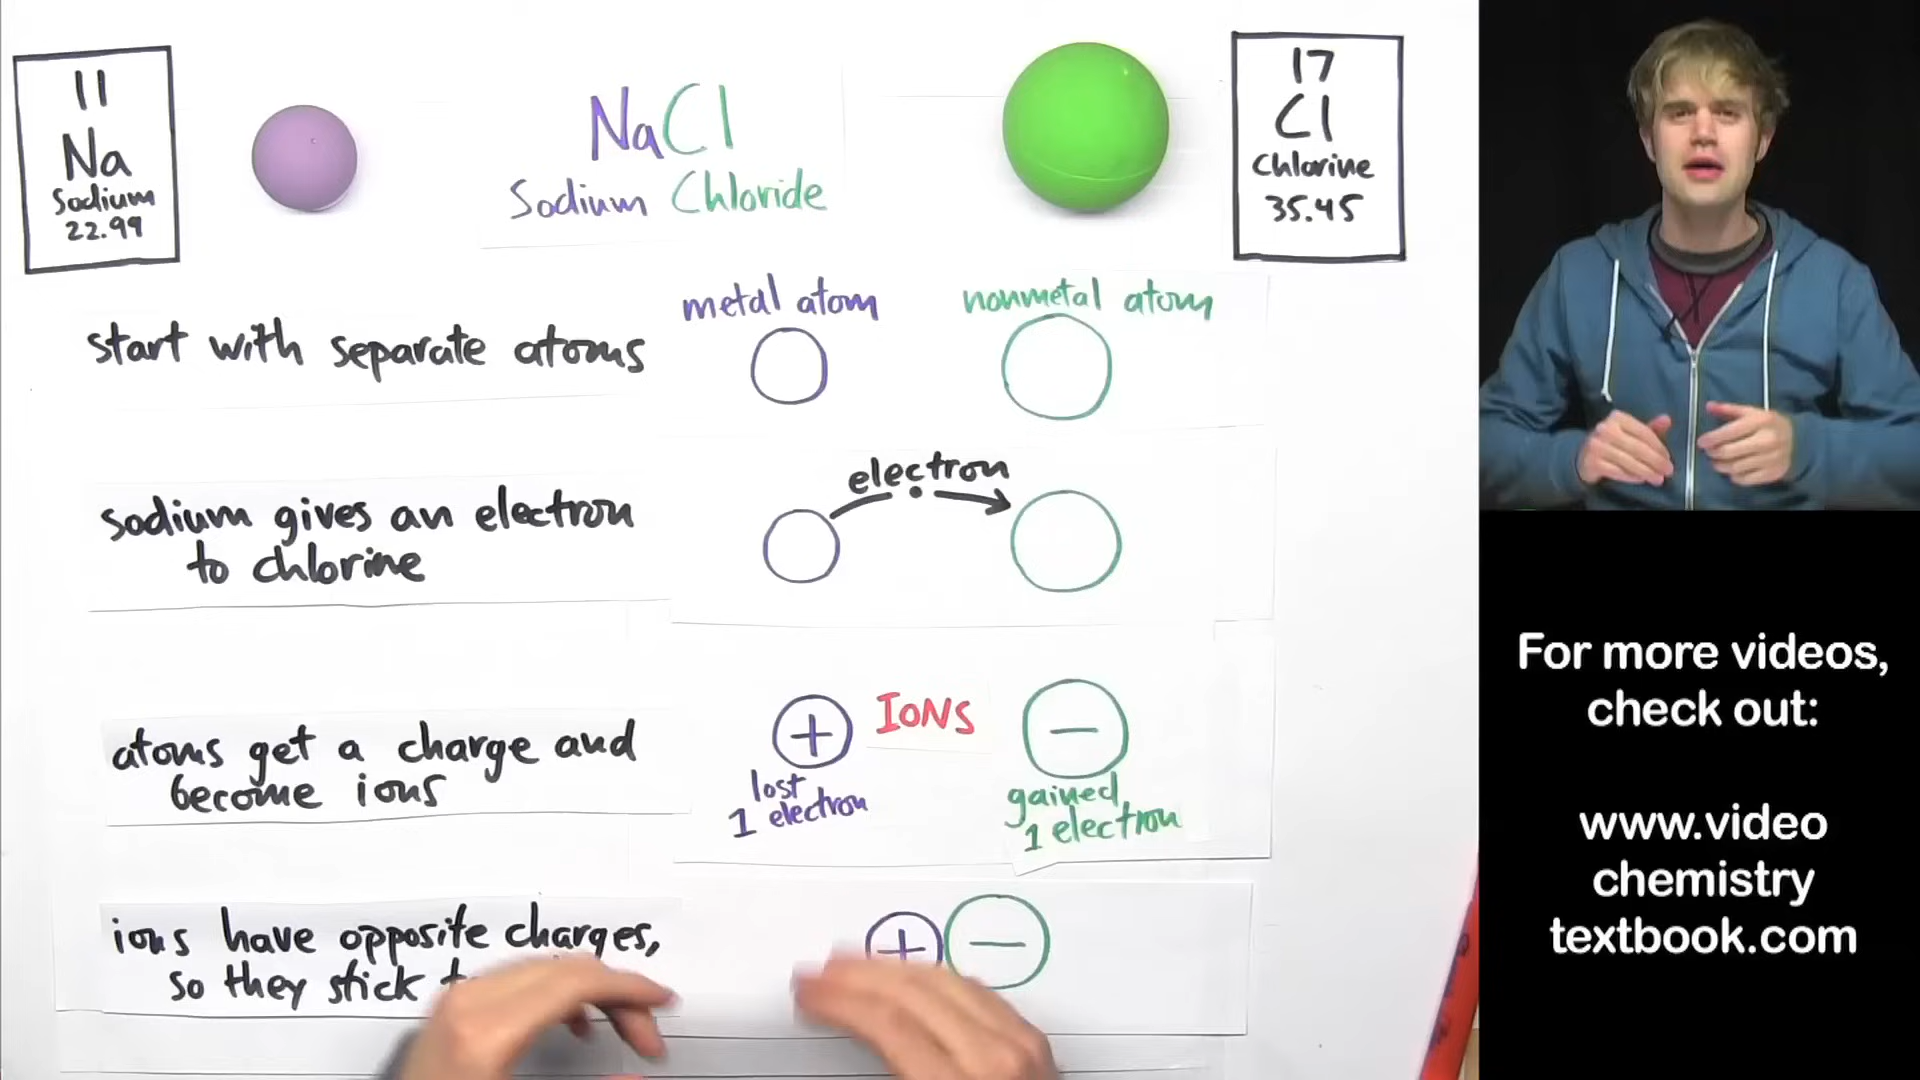 11
Na
Sodium
22.99
NaCl
Sodium Chloride
17
Cl
Chlorine
35.45
metal atom
nonmetal atom
start with separate atoms
electron
sodium gives an electron
to chlorine
+
IONS
−
atoms get a charge and
become ions
lost
1 electron
gained
1 electron
ions have opposite charges,
so they stick
+
−
For more videos,
check out:
www.video
chemistry
textbook.com